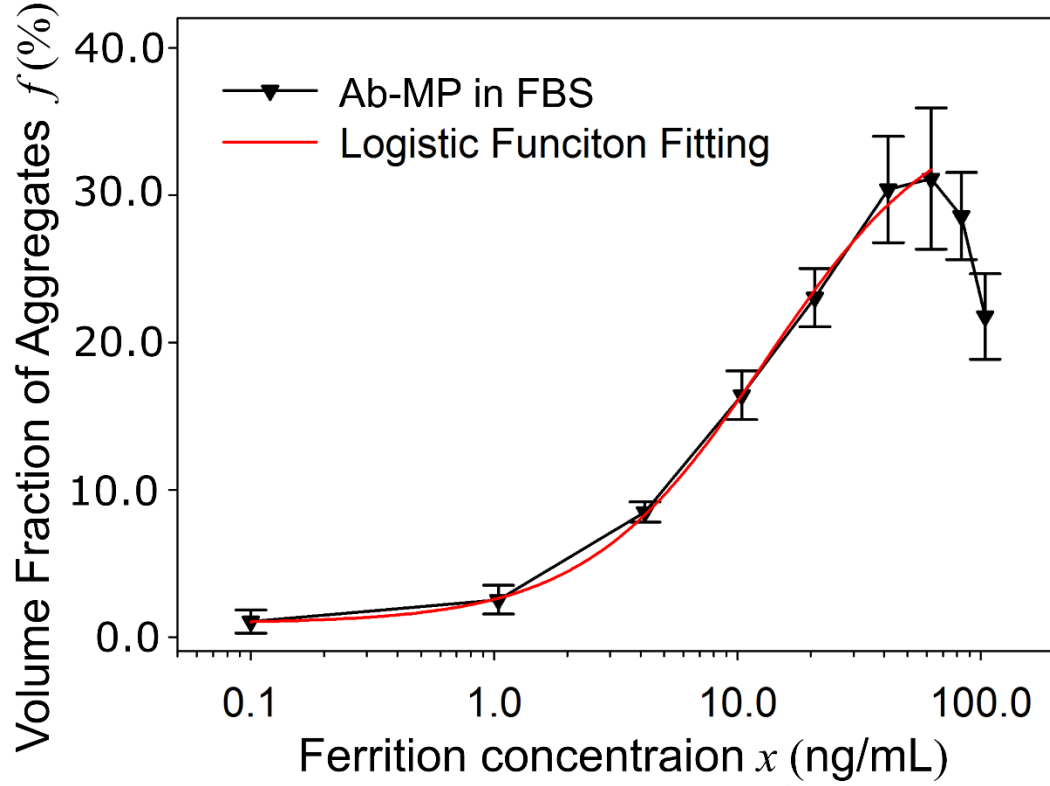 Volume Fraction of Aggregates f (%)
40.0
30.0
20.0
10.0
0.0
Ab-MP in FBS
Logistic Funciton Fitting
0.1 1.0 10.0 100.0
Ferrition concentraion x (ng/mL)